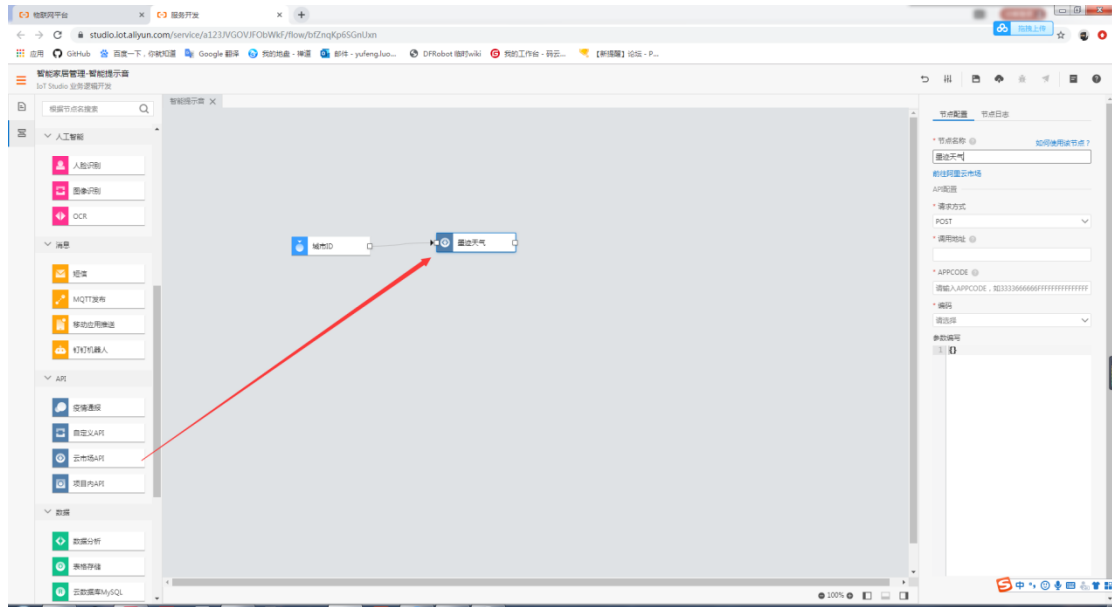 物联网平台
服务开发
studio.iot.aliyun.com/service/a123JVGOVJFObWkF/flow/bfZnqKp6SGnUxn
拖拽上传
应用
GitHub
百度一下，你就知道
Google 翻译
我的地盘 - 禅道
邮件 - yufeng.luo...
DFRobot 临时wiki
我的工作台 - 码云...
【新提醒】论坛 - P...
智能家居管理-智能提示音
IoT Studio 业务逻辑开发
根据节点名搜索
智能提示音
人工智能
人脸识别
图像识别
OCR
消息
短信
MQTT发布
移动应用推送
钉钉机器人
API
疫情通报
自定义API
云市场API
项目内API
数据
数据分析
表格存储
云数据库MySQL
城市ID
墨迹天气
100%
节点配置
节点日志
* 节点名称
如何使用该节点？
墨迹天气
前往阿里云市场
API配置
* 请求方式
POST
* 调用地址
* APPCODE
请输入APPCODE，如3333666666FFFFFFFFFFFFFFF
* 编码
请选择
参数编写
1 {}
中